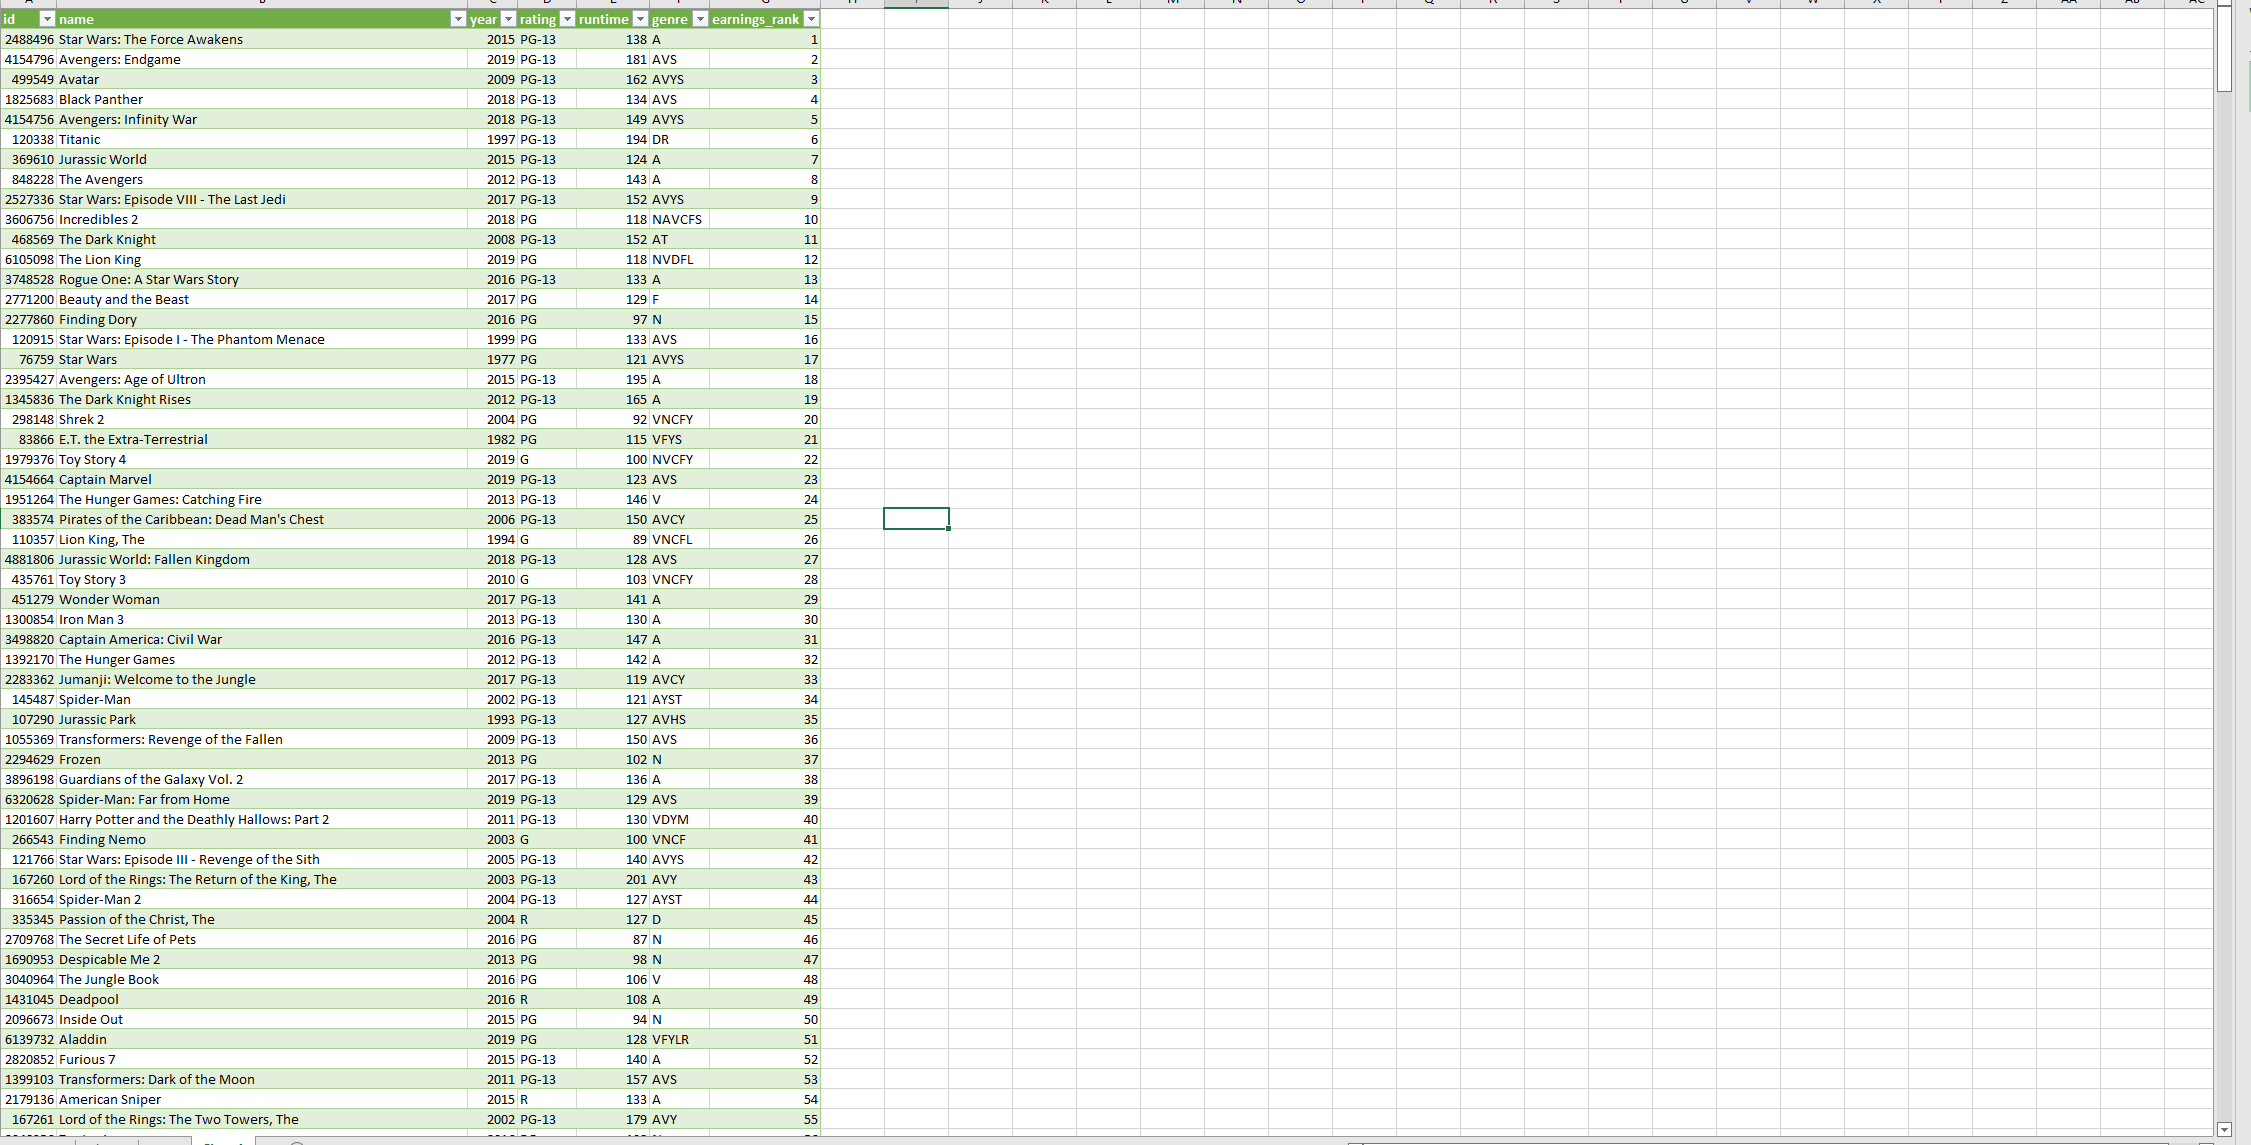 id name year rating runtime genre earnings_rank
2488496 Star Wars: The Force Awakens 2015 PG-13 138 A 1
4154796 Avengers: Endgame 2019 PG-13 181 AVS 2
499549 Avatar 2009 PG-13 162 AVYS 3
1825683 Black Panther 2018 PG-13 134 AVS 4
4154756 Avengers: Infinity War 2018 PG-13 149 AVYS 5
120338 Titanic 1997 PG-13 194 DR 6
369610 Jurassic World 2015 PG-13 124 A 7
848228 The Avengers 2012 PG-13 143 A 8
2527336 Star Wars: Episode VIII - The Last Jedi 2017 PG-13 152 AVYS 9
3606756 Incredibles 2 2018 PG 118 NAVCFS 10
468569 The Dark Knight 2008 PG-13 152 AT 11
6105098 The Lion King 2019 PG 118 NVDFL 12
3748528 Rogue One: A Star Wars Story 2016 PG-13 133 A 13
2771200 Beauty and the Beast 2017 PG 129 F 14
2277860 Finding Dory 2016 PG 97 N 15
120915 Star Wars: Episode I - The Phantom Menace 1999 PG 133 AVS 16
76759 Star Wars 1977 PG 121 AVYS 17
2395427 Avengers: Age of Ultron 2015 PG-13 195 A 18
1345836 The Dark Knight Rises 2012 PG-13 165 A 19
298148 Shrek 2 2004 PG 92 VNCFY 20
83866 E.T. the Extra-Terrestrial 1982 PG 115 VFYS 21
1979376 Toy Story 4 2019 G 100 NVCFY 22
4154664 Captain Marvel 2019 PG-13 123 AVS 23
1951264 The Hunger Games: Catching Fire 2013 PG-13 146 V 24
383574 Pirates of the Caribbean: Dead Man's Chest 2006 PG-13 150 AVCY 25
110357 Lion King, The 1994 G 89 VNCFL 26
4881806 Jurassic World: Fallen Kingdom 2018 PG-13 128 AVS 27
435761 Toy Story 3 2010 G 103 VNCFY 28
451279 Wonder Woman 2017 PG-13 141 A 29
1300854 Iron Man 3 2013 PG-13 130 A 30
3498820 Captain America: Civil War 2016 PG-13 147 A 31
1392170 The Hunger Games 2012 PG-13 142 A 32
2283362 Jumanji: Welcome to the Jungle 2017 PG-13 119 AVCY 33
145487 Spider-Man 2002 PG-13 121 AYST 34
107290 Jurassic Park 1993 PG-13 127 AVHS 35
1055369 Transformers: Revenge of the Fallen 2009 PG-13 150 AVS 36
2294629 Frozen 2013 PG 102 N 37
3896198 Guardians of the Galaxy Vol. 2 2017 PG-13 136 A 38
6320628 Spider-Man: Far from Home 2019 PG-13 129 AVS 39
1201607 Harry Potter and the Deathly Hallows: Part 2 2011 PG-13 130 VDYM 40
266543 Finding Nemo 2003 G 100 VNCF 41
121766 Star Wars: Episode III - Revenge of the Sith 2005 PG-13 140 AVYS 42
167260 Lord of the Rings: The Return of the King, The 2003 PG-13 201 AVY 43
316654 Spider-Man 2 2004 PG-13 127 AYST 44
335345 Passion of the Christ, The 2004 R 127 D 45
2709768 The Secret Life of Pets 2016 PG 87 N 46
1690953 Despicable Me 2 2013 PG 98 N 47
3040964 The Jungle Book 2016 PG 106 V 48
1431045 Deadpool 2016 R 108 A 49
2096673 Inside Out 2015 PG 94 N 50
6139732 Aladdin 2019 PG 128 VFYLR 51
2820852 Furious 7 2015 PG-13 140 A 52
1399103 Transformers: Dark of the Moon 2011 PG-13 157 AVS 53
2179136 American Sniper 2015 R 133 A 54
167261 Lord of the Rings: The Two Towers, The 2002 PG-13 179 AVY 55